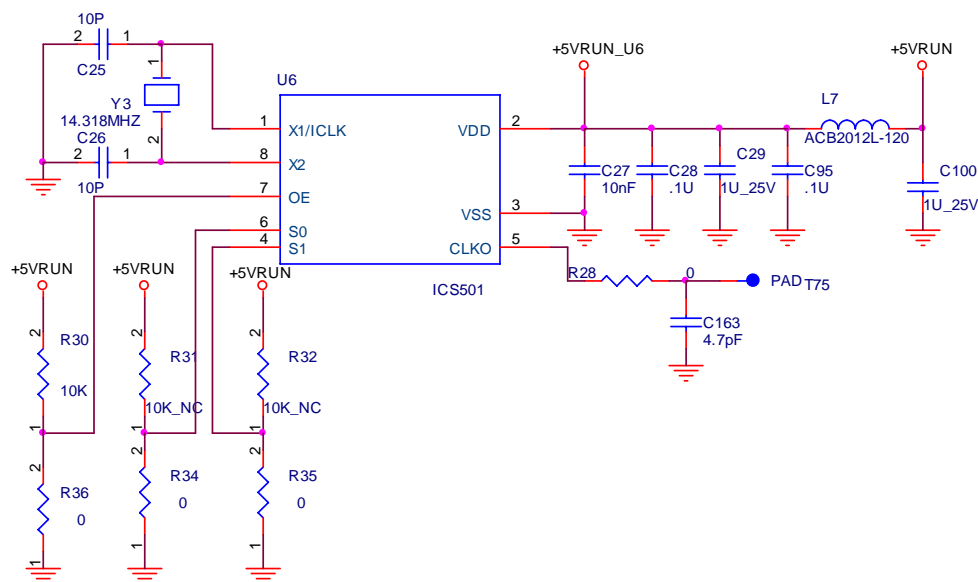 10P
2
1
C25
1
Y3
14.318MHZ
2
C26
2
1
10P
U6
1
X1/ICLK
8
X2
7
OE
6
S0
4
S1
VDD
2
VSS
3
CLKO
5
ICS501
+5VRUN_U6
+5VRUN
L7
ACB2012L-120
C27
10nF
C28
.1U
C29
1U_25V
C95
.1U
C100
1U_25V
R28
0
PAD
T75
C163
4.7pF
+5VRUN
+5VRUN
+5VRUN
2
R30
10K
1
2
R31
10K_NC
1
2
R32
10K_NC
1
2
R36
0
1
2
R34
0
1
2
R35
0
1